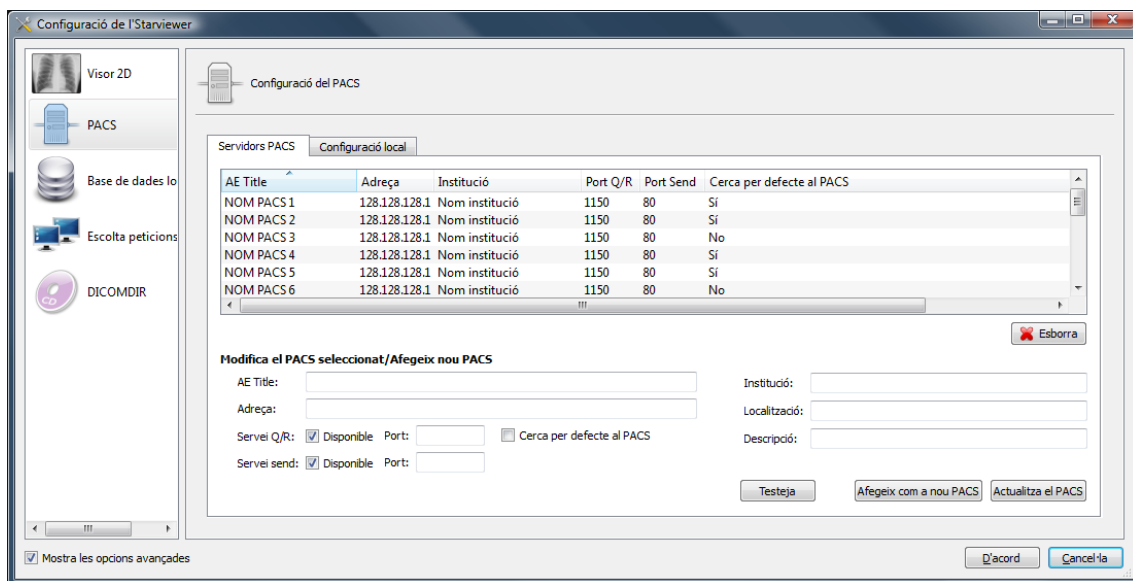 Configuració de l'Starviewer
Visor 2D
PACS
Base de dades lo
Escolta peticions
DICOMDIR
Configuració del PACS
Servidors PACS Configuració local
AE Title Adreça Institució Port Q/R Port Send Cerca per defecte al PACS
NOM PACS 1 128.128.128.1 Nom institució 1150 80 Sí
NOM PACS 2 128.128.128.1 Nom institució 1150 80 Sí
NOM PACS 3 128.128.128.1 Nom institució 1150 80 No
NOM PACS 4 128.128.128.1 Nom institució 1150 80 Sí
NOM PACS 5 128.128.128.1 Nom institució 1150 80 Sí
NOM PACS 6 128.128.128.1 Nom institució 1150 80 No
Esborra
Modifica el PACS seleccionat/Afegeix nou PACS
AE Title: Institució:
Adreça: Localització:
Servei Q/R: Disponible Port: Cerca per defecte al PACS Descripció:
Servei send: Disponible Port:
Testeja Afegeix com a nou PACS Actualitza el PACS
Mostra les opcions avançades D'acord Cancel·la
CD